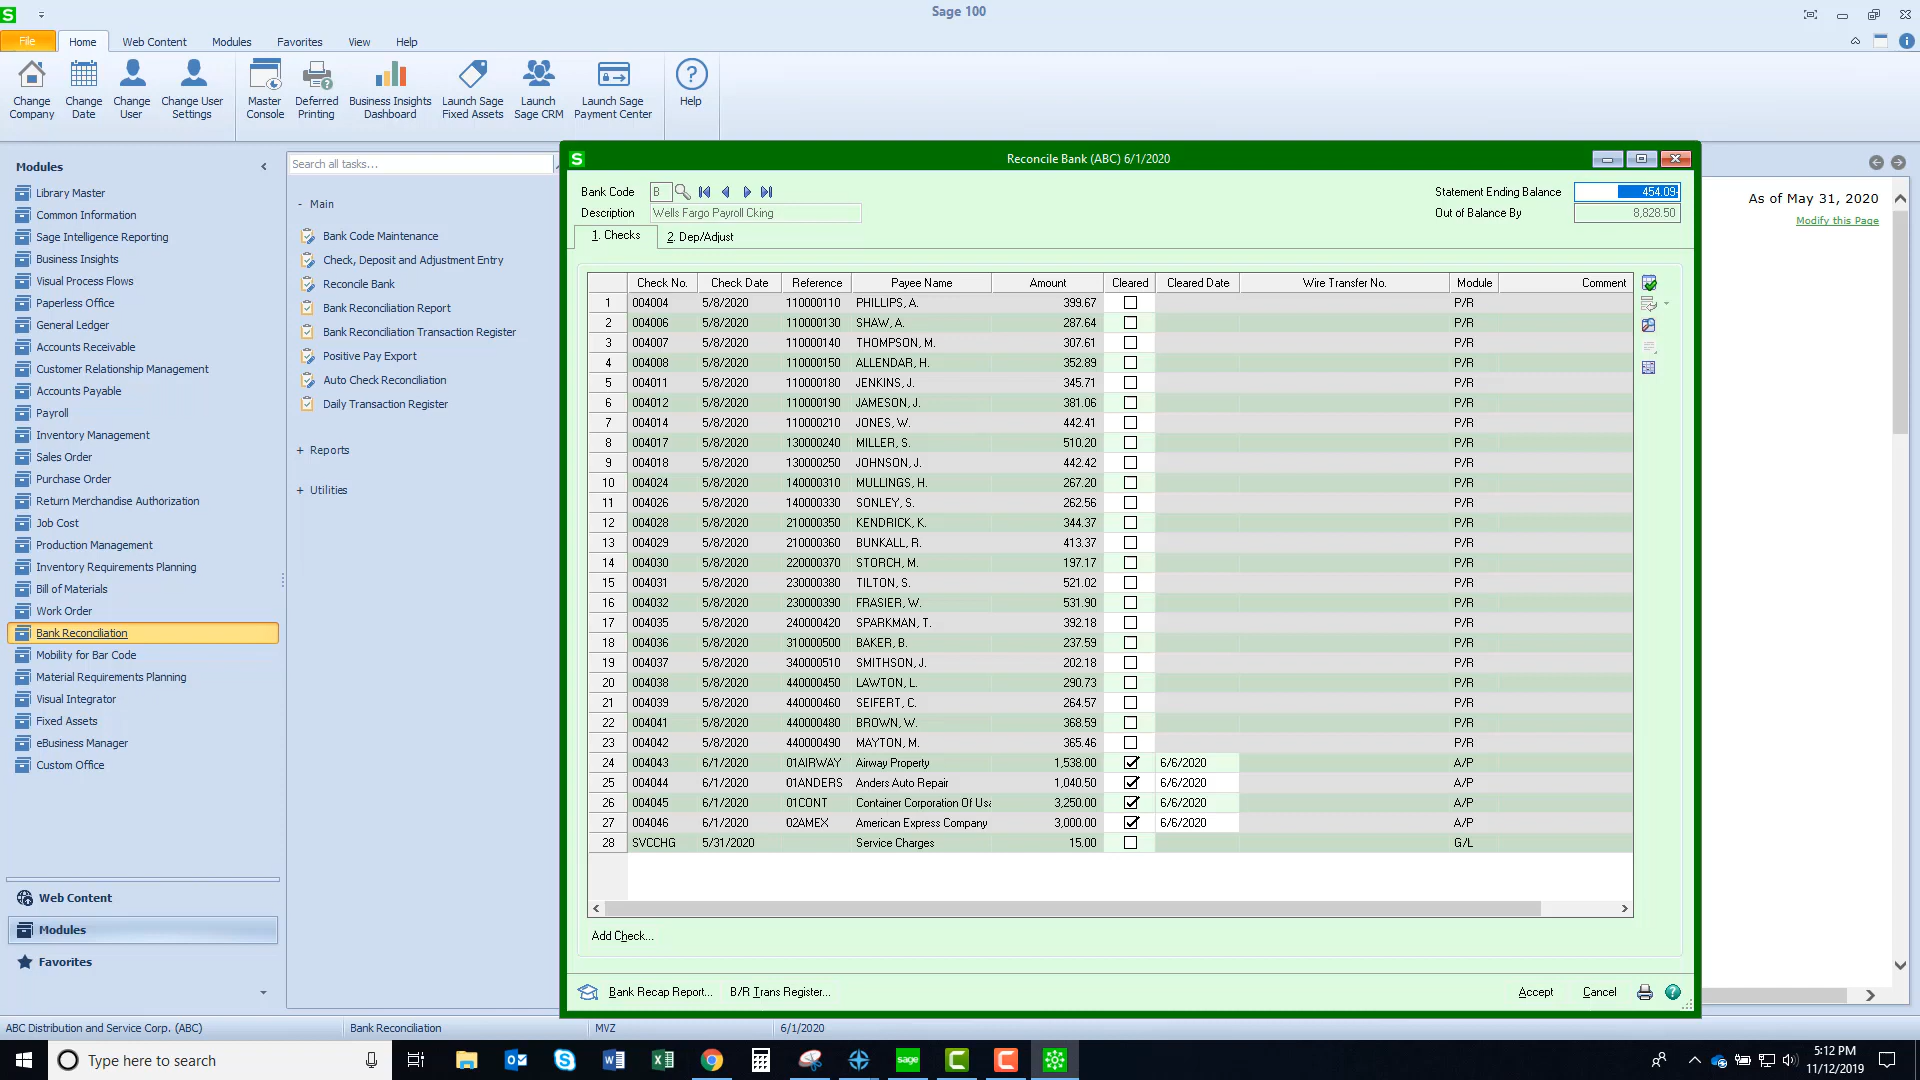 Sage 100
File Home Web Content Modules Favorites View Help
Change Company
Change Date
Change User
Change User Settings
Master Console
Deferred Printing
Business Insights Dashboard
Launch Sage Fixed Assets
Launch Sage CRM
Launch Sage Payment Center
Help
Modules
Library Master
Common Information
Sage Intelligence Reporting
Business Insights
Visual Process Flows
Paperless Office
General Ledger
Accounts Receivable
Customer Relationship Management
Accounts Payable
Payroll
Inventory Management
Sales Order
Purchase Order
Return Merchandise Authorization
Job Cost
Production Management
Inventory Requirements Planning
Bill of Materials
Work Order
Bank Reconciliation
Mobility for Bar Code
Material Requirements Planning
Visual Integrator
Fixed Assets
eBusiness Manager
Custom Office
Web Content
Modules
Favorites
Search all tasks...
- Main
Bank Code Maintenance
Check, Deposit and Adjustment Entry
Reconcile Bank
Bank Reconciliation Report
Bank Reconciliation Transaction Register
Positive Pay Export
Auto Check Reconciliation
Daily Transaction Register
+ Reports
+ Utilities
S Reconcile Bank (ABC) 6/1/2020
Bank Code B
Description Wells Fargo Payroll Cking
Statement Ending Balance 454.09-
Out of Balance By 8,828.50
1. Checks 2. Dep/Adjust
Check No. Check Date Reference Payee Name Amount Cleared Cleared Date Wire Transfer No. Module Comment
1 004004 5/8/2020 110000110 PHILLIPS, A. 399.67 P/R
2 004006 5/8/2020 110000130 SHAW, A. 287.64 P/R
3 004007 5/8/2020 110000140 THOMPSON, M. 307.61 P/R
4 004008 5/8/2020 110000150 ALLENDAR, H. 352.89 P/R
5 004011 5/8/2020 110000180 JENKINS, J. 345.71 P/R
6 004012 5/8/2020 110000190 JAMESON, J. 381.06 P/R
7 004014 5/8/2020 110000210 JONES, W. 442.41 P/R
8 004017 5/8/2020 130000240 MILLER, S. 510.20 P/R
9 004018 5/8/2020 130000250 JOHNSON, J. 442.42 P/R
10 004024 5/8/2020 140000310 MULLINGS, H. 267.20 P/R
11 004026 5/8/2020 140000330 SONLEY, S. 262.56 P/R
12 004028 5/8/2020 210000350 KENDRICK, K. 344.37 P/R
13 004029 5/8/2020 210000360 BUNKALL, R. 413.37 P/R
14 004030 5/8/2020 220000370 STORCH, M. 197.17 P/R
15 004031 5/8/2020 230000380 TILTON, S. 521.02 P/R
16 004032 5/8/2020 230000390 FRASIER, W. 531.90 P/R
17 004035 5/8/2020 240000420 SPARKMAN, T. 392.18 P/R
18 004036 5/8/2020 310000500 BAKER, B. 237.59 P/R
19 004037 5/8/2020 340000510 SMITHSON, J. 202.18 P/R
20 004038 5/8/2020 440000450 LAWTON, L. 290.73 P/R
21 004039 5/8/2020 440000460 SEIFERT, C. 264.57 P/R
22 004041 5/8/2020 440000480 BROWN, W. 368.59 P/R
23 004042 5/8/2020 440000490 MAYTON, M. 365.46 P/R
24 004043 6/1/2020 01AIRWAY Airway Property 1,538.00 6/6/2020 A/P
25 004044 6/1/2020 01ANDERS Anders Auto Repair 1,040.50 6/6/2020 A/P
26 004045 6/1/2020 01CONT Container Corporation Of Usa 3,250.00 6/6/2020 A/P
27 004046 6/1/2020 02AMEX American Express Company 3,000.00 6/6/2020 A/P
28 SVCCHG 5/31/2020 Service Charges 15.00 G/L
Add Check...
Bank Recap Report... B/R Trans Register... Accept Cancel
As of May 31, 2020
Modify this Page
ABC Distribution and Service Corp. (ABC) Bank Reconciliation MVZ 6/1/2020
Type here to search
sage
5:12 PM
11/12/2019